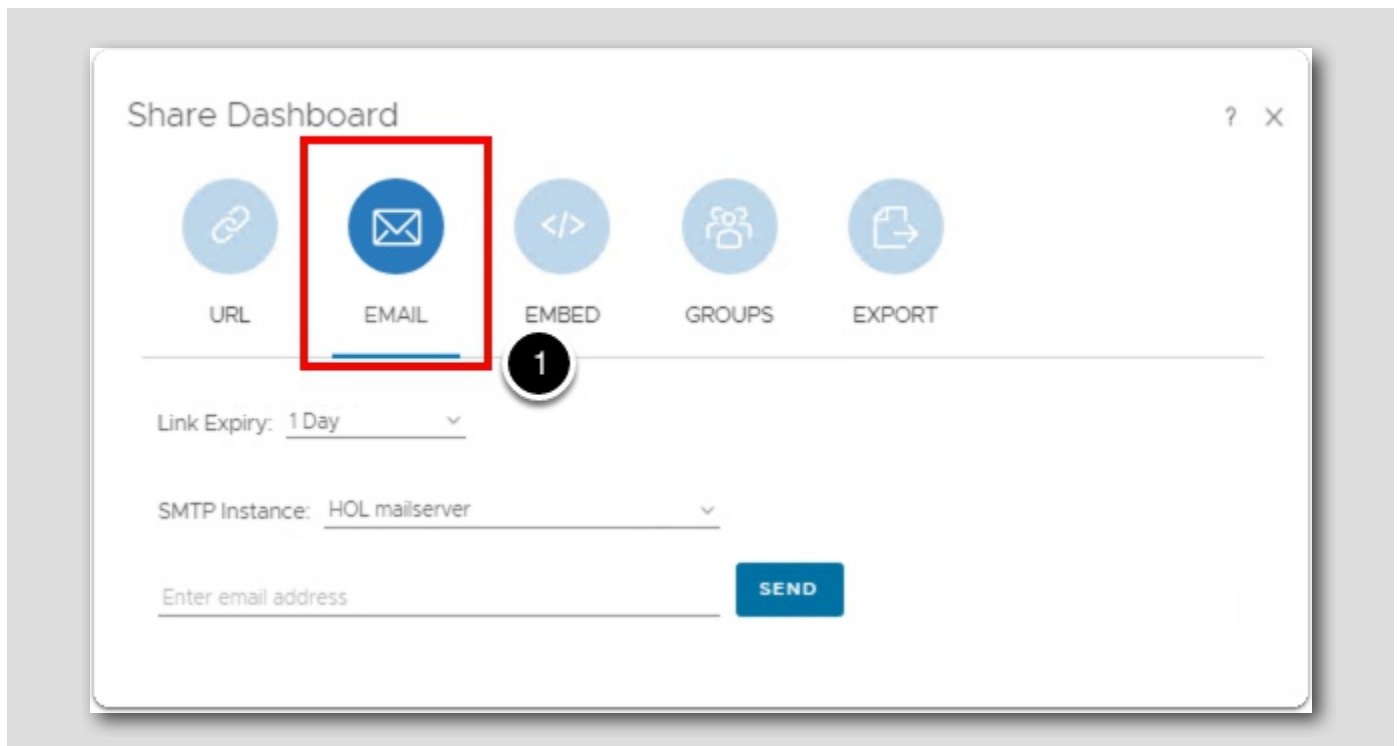 Share Dashboard ? ×
</>
URL EMAIL EMBED GROUPS EXPORT
1
Link Expiry: 1 Day
SMTP Instance: HOL mailserver
Enter email address SEND